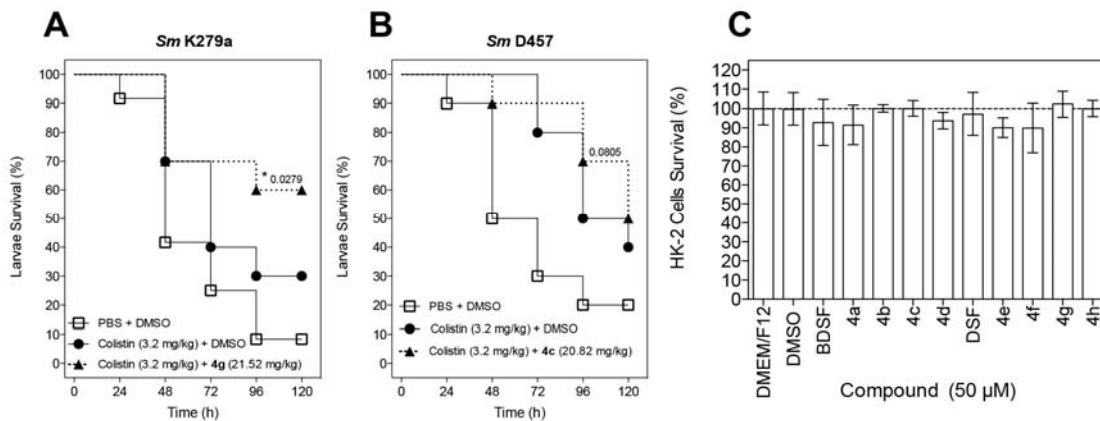 A
Sm K279a
Larvae Survival (%)
100
90
80
70
60
50
40
30
20
10
0
* 0.0279
PBS + DMSO
Colistin (3.2 mg/kg) + DMSO
Colistin (3.2 mg/kg) + 4g (21.52 mg/kg)
0 24 48 72 96 120
Time (h)
B
Sm D457
Larvae Survival (%)
100
90
80
70
60
50
40
30
20
10
0
0.0805
PBS + DMSO
Colistin (3.2 mg/kg) + DMSO
Colistin (3.2 mg/kg) + 4c (20.82 mg/kg)
0 24 48 72 96 120
Time (h)
C
HK-2 Cells Survival (%)
120
110
100
90
80
70
60
50
40
30
20
10
0
DMEM/F12
DMSO
BDSF
4a
4b
4c
4d
DSF
4e
4f
4g
4h
Compound (50 µM)